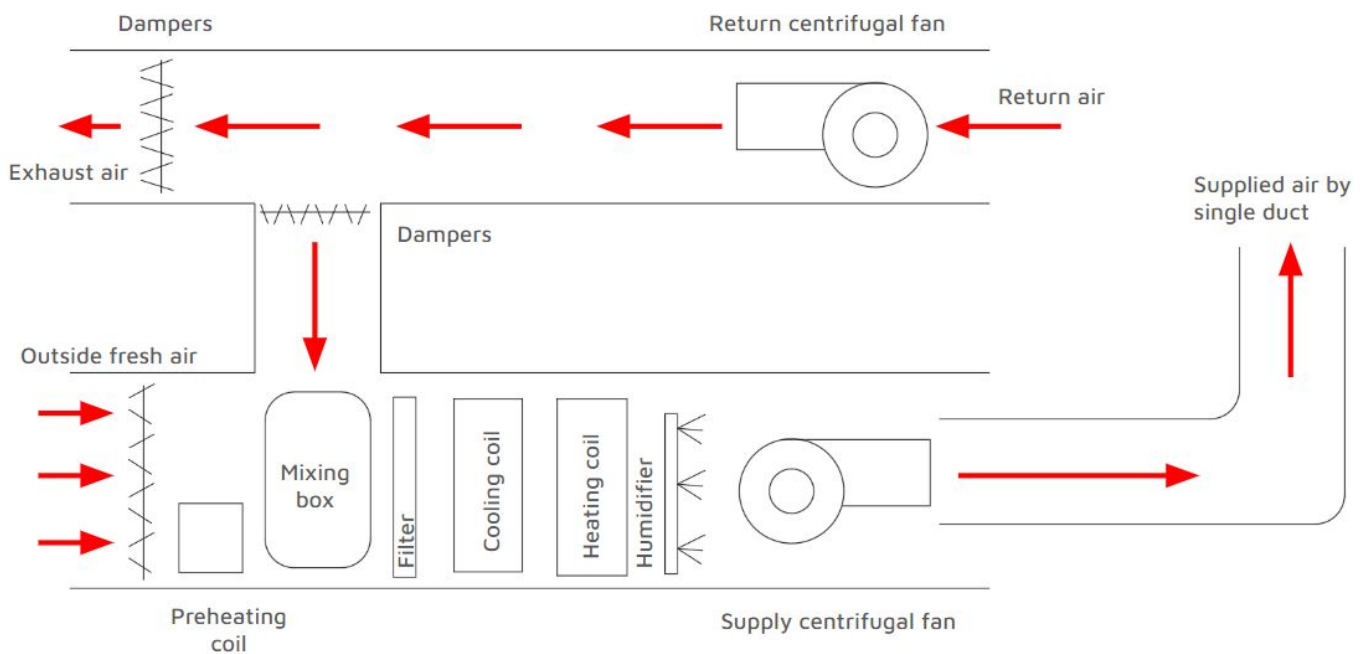 Dampers
Return centrifugal fan
Return air
Exhaust air
Supplied air by
single duct
Dampers
Outside fresh air
Mixing
box
Filter
Cooling coil
Heating coil
Humidifier
Preheating
coil
Supply centrifugal fan